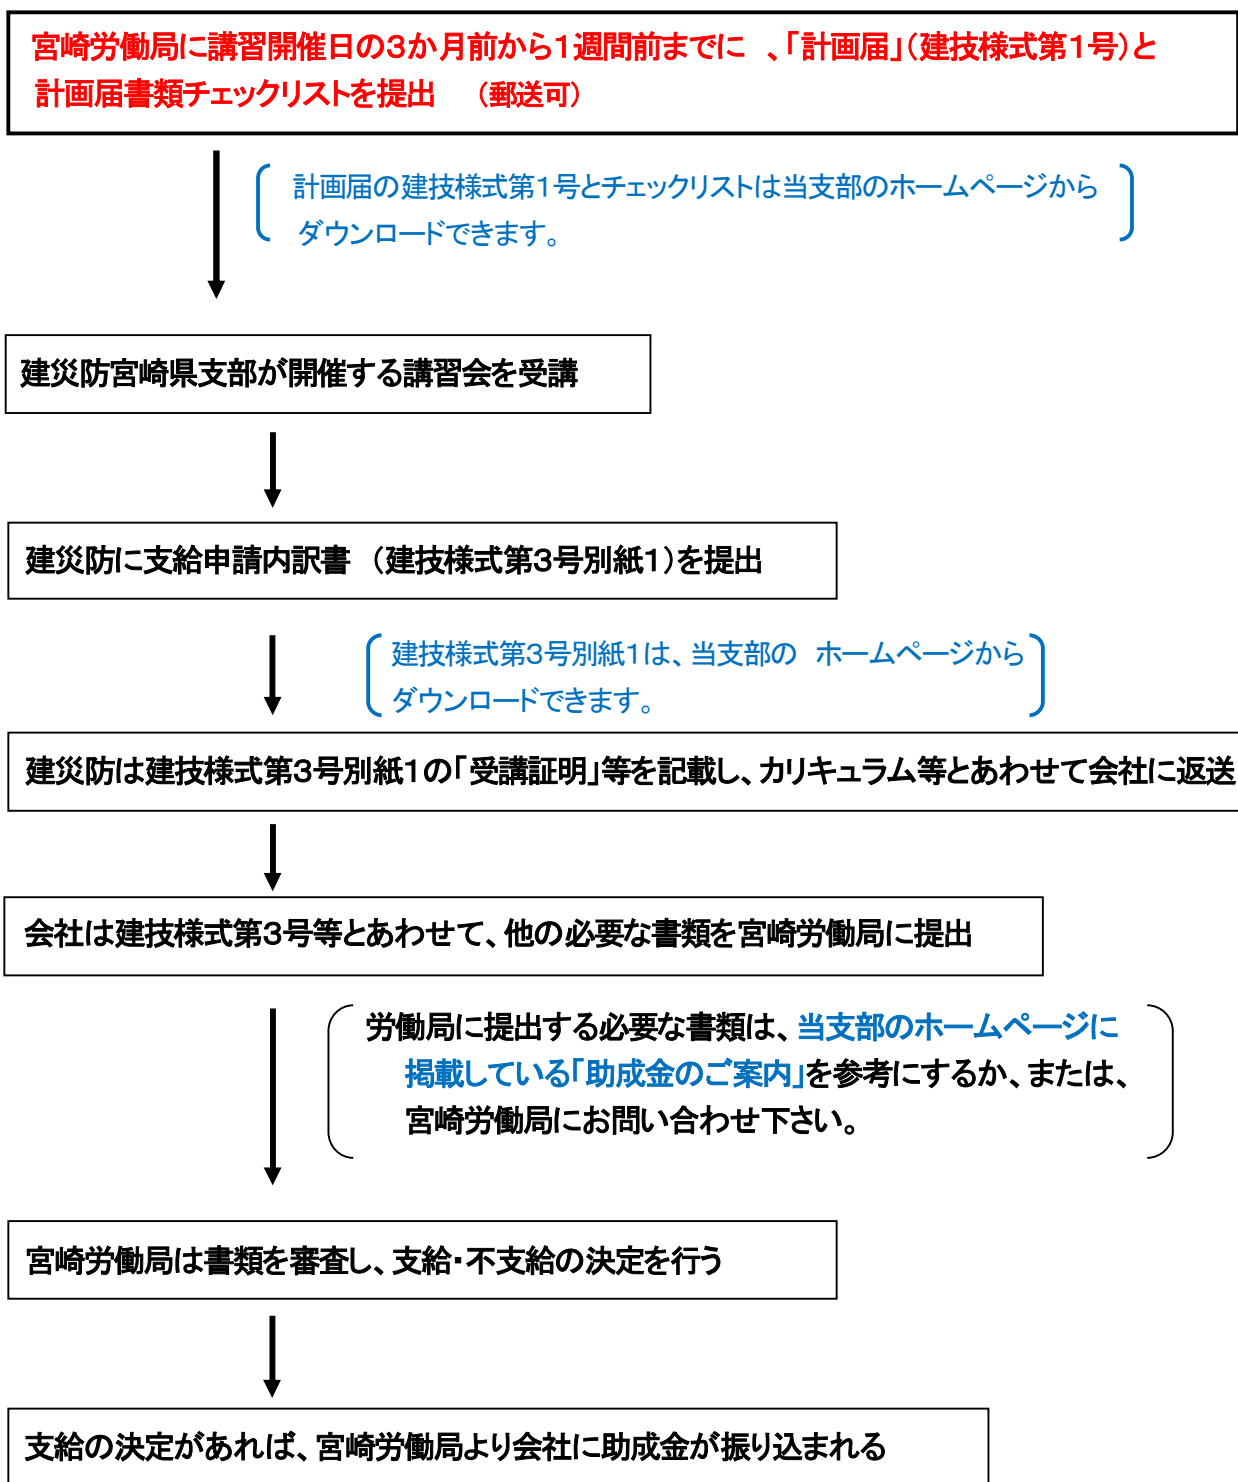 宮崎労働局に講習開催日の３か月前から１週間前までに　、「計画届」（建技様式第１号）と
計画届書類チェックリストを提出　（郵送可）
計画届の建技様式第１号とチェックリストは当支部のホームページから
ダウンロードできます。
建災防宮崎県支部が開催する講習会を受講
建災防に支給申請内訳書　（建技様式第３号別紙１）を提出
建技様式第３号別紙１は、当支部の　ホームページから
ダウンロードできます。
建災防は建技様式第３号別紙１の「受講証明」等を記載し、カリキュラム等とあわせて会社に返送
会社は建技様式第３号等とあわせて、他の必要な書類を宮崎労働局に提出
労働局に提出する必要な書類は、当支部のホームページに
掲載している「助成金のご案内」を参考にするか、または、
宮崎労働局にお問い合わせ下さい。
宮崎労働局は書類を審査し、支給・不支給の決定を行う
支給の決定があれば、宮崎労働局より会社に助成金が振り込まれる